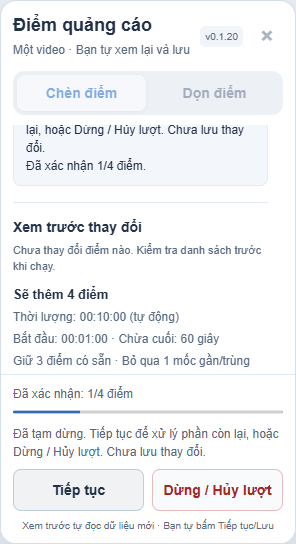 Điểm quảng cáo
Một video · Bạn tự xem lại và lưu
v0.1.20
Chèn điểm
Dọn điểm
lại, hoặc Dừng / Hủy lượt. Chưa lưu thay
đổi.
Đã xác nhận 1/4 điểm.
Xem trước thay đổi
Chưa thay đổi điểm nào. Kiểm tra danh sách trước
khi chạy.
Sẽ thêm 4 điểm
Thời lượng: 00:10:00 (tự động)
Bắt đầu: 00:01:00 · Chừa cuối: 60 giây
Giữ 3 điểm có sẵn · Bỏ qua 1 mốc gần/trùng
Đã xác nhận: 1/4 điểm
Đã tạm dừng. Tiếp tục để xử lý phần còn lại, hoặc
Dừng / Hủy lượt. Chưa lưu thay đổi.
Tiếp tục
Dừng / Hủy lượt
Xem trước tự đọc dữ liệu mới · Bạn tự bấm Tiếp tục/Lưu